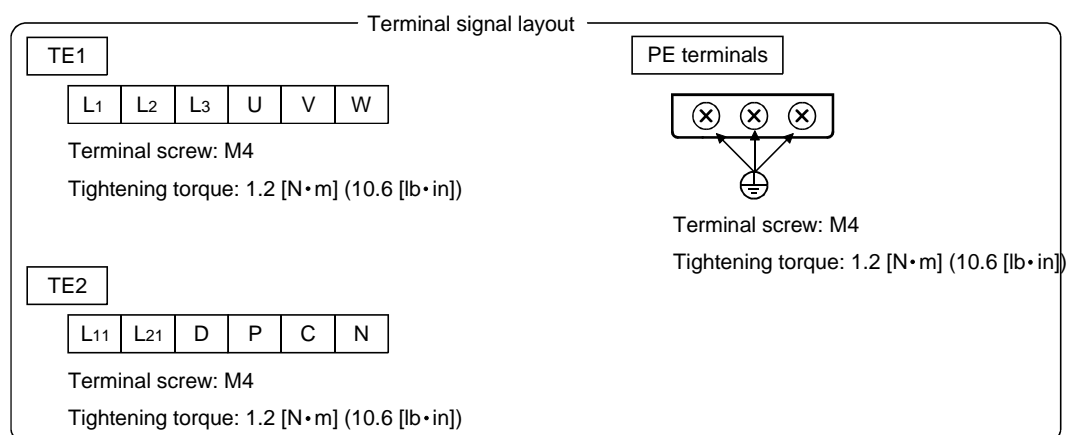 Terminal signal layout
TE1
L1 L2 L3 U V W
Terminal screw: M4
Tightening torque: 1.2 [N・m] (10.6 [lb・in])
PE terminals
Terminal screw: M4
Tightening torque: 1.2 [N・m] (10.6 [lb・in])
TE2
L11 L21 D P C N
Terminal screw: M4
Tightening torque: 1.2 [N・m] (10.6 [lb・in])